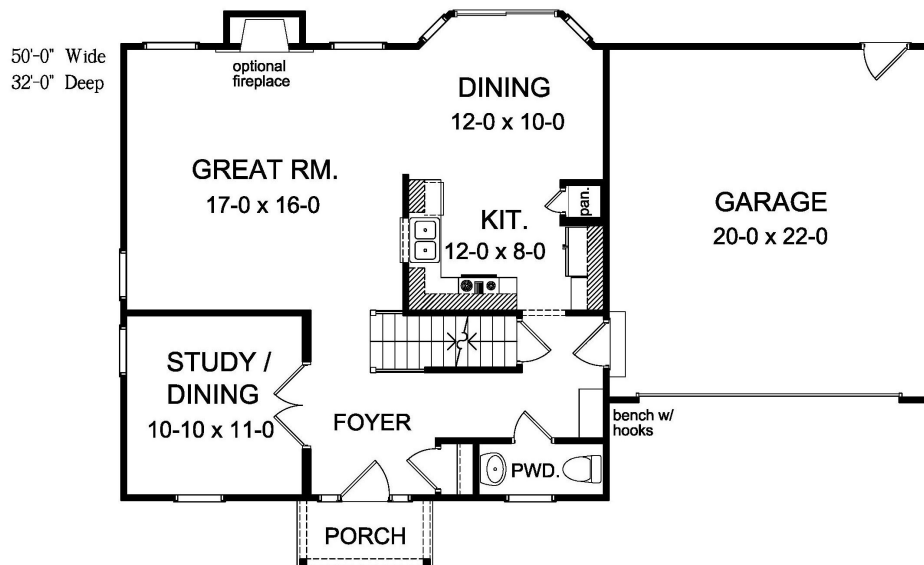 50'-0" Wide
32'-0" Deep
optional
fireplace
DINING
12-0 x 10-0
GREAT RM.
17-0 x 16-0
pan.
KIT.
12-0 x 8-0
GARAGE
20-0 x 22-0
STUDY /
DINING
10-10 x 11-0
FOYER
bench w/
hooks
PWD.
PORCH